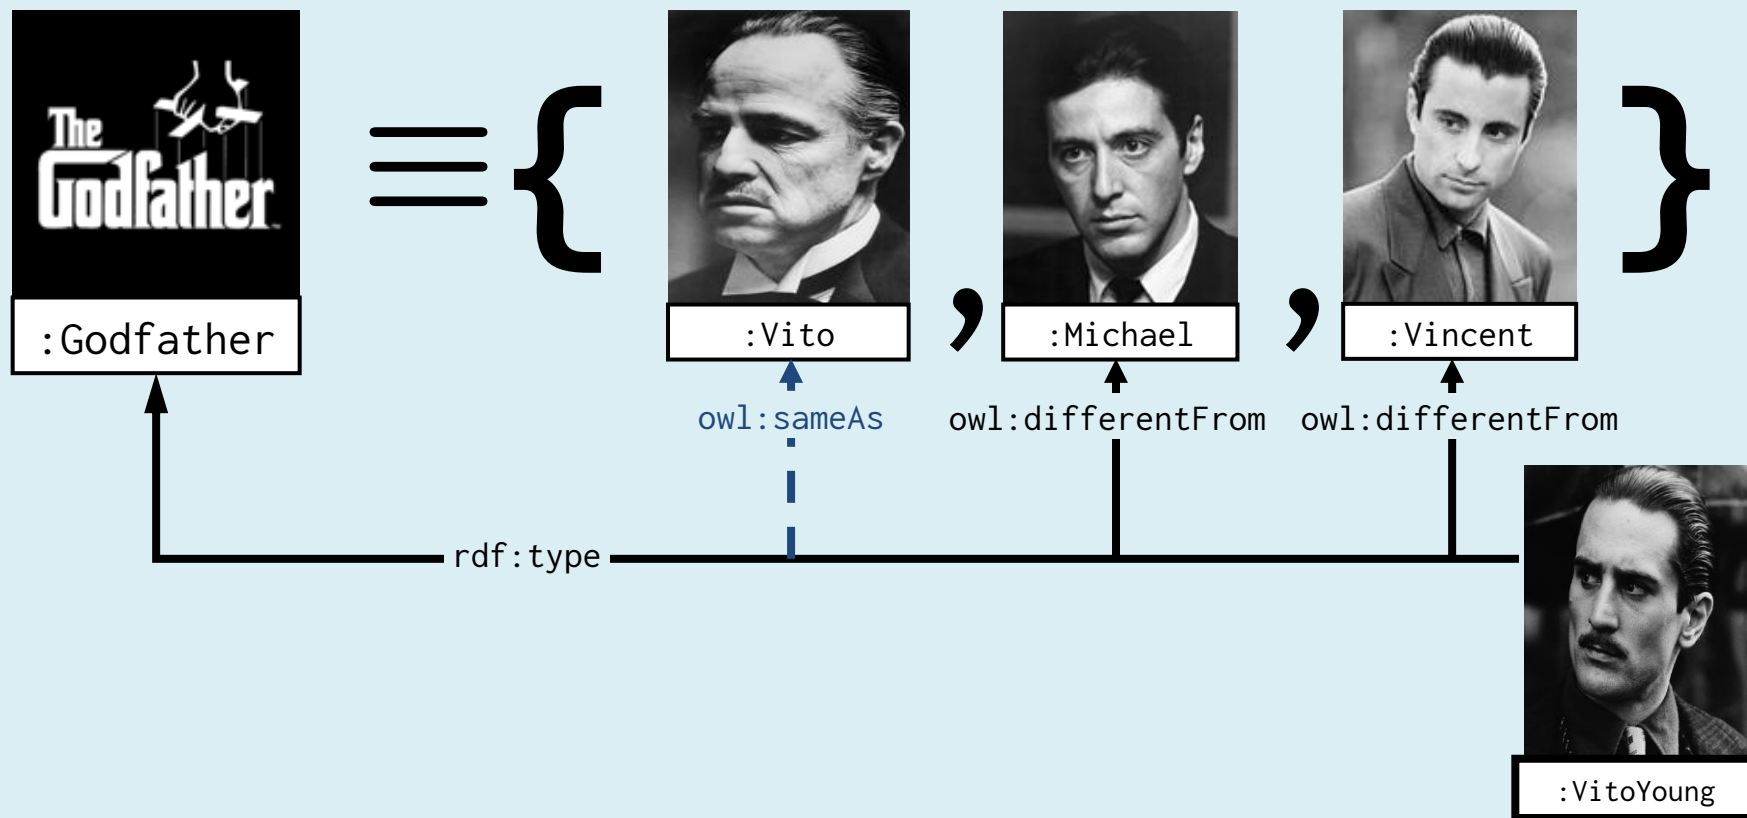 The
Godfather
≡ { , , }
:Godfather
:Vito
:Michael
:Vincent
owl:sameAs
owl:differentFrom
owl:differentFrom
rdf:type
:VitoYoung